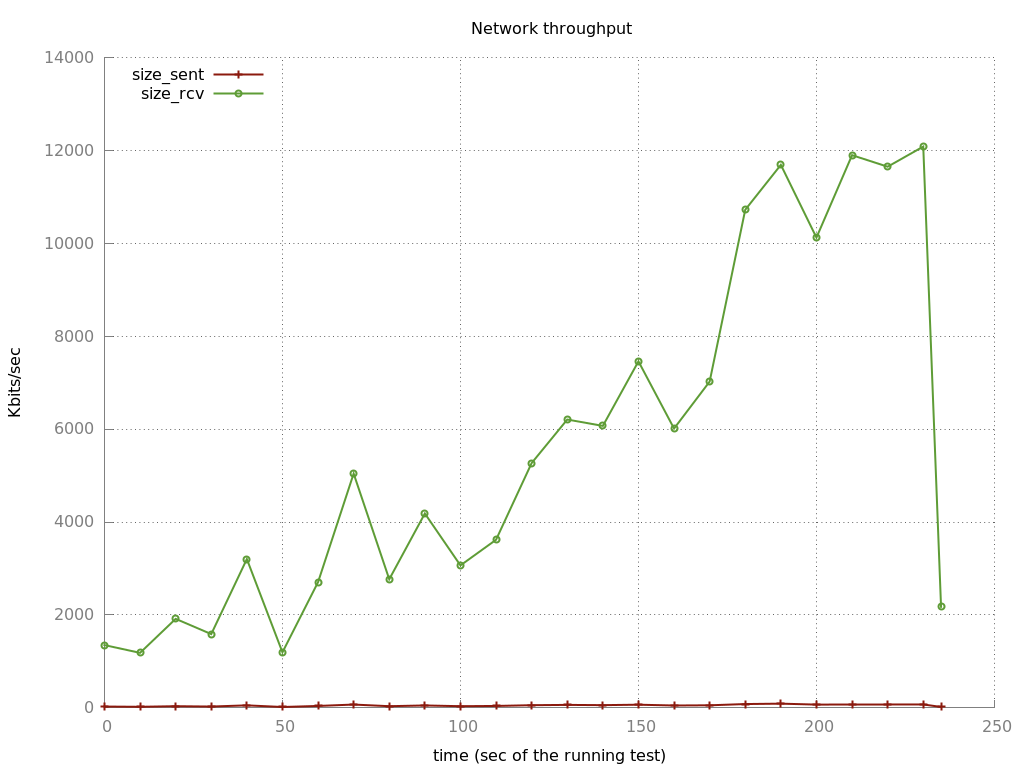 Network throughput
14000
12000
10000
8000
6000
4000
2000
0
size_sent
size_rcv
Kbits/sec
0 50 100 150 200 250
time (sec of the running test)